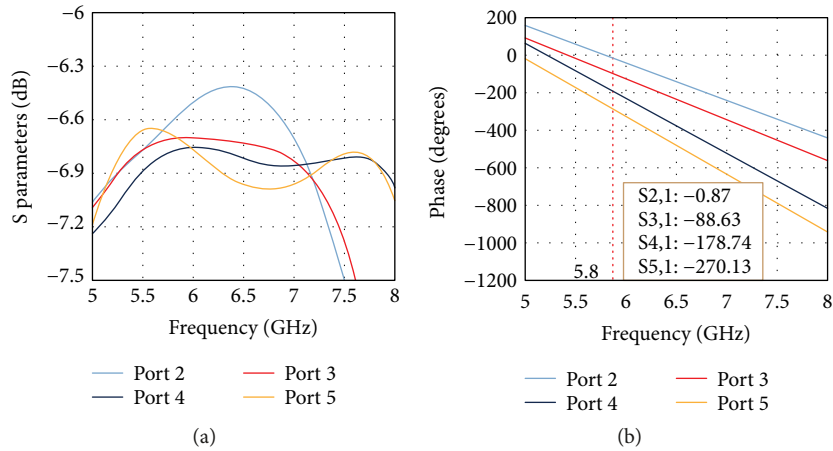 −6
−6.3
−6.6
−6.9
−7.2
−7.5
S parameters (dB)
5 5.5 6 6.5 7 7.5 8
Frequency (GHz)
Port 2 Port 3
Port 4 Port 5
(a)
200
0
−200
−400
−600
−800
−1000
−1200
Phase (degrees)
S2,1: −0.87
S3,1: −88.63
S4,1: −178.74
S5,1: −270.13
5.8
5 5.5 6 6.5 7 7.5 8
Frequency (GHz)
Port 2 Port 3
Port 4 Port 5
(b)